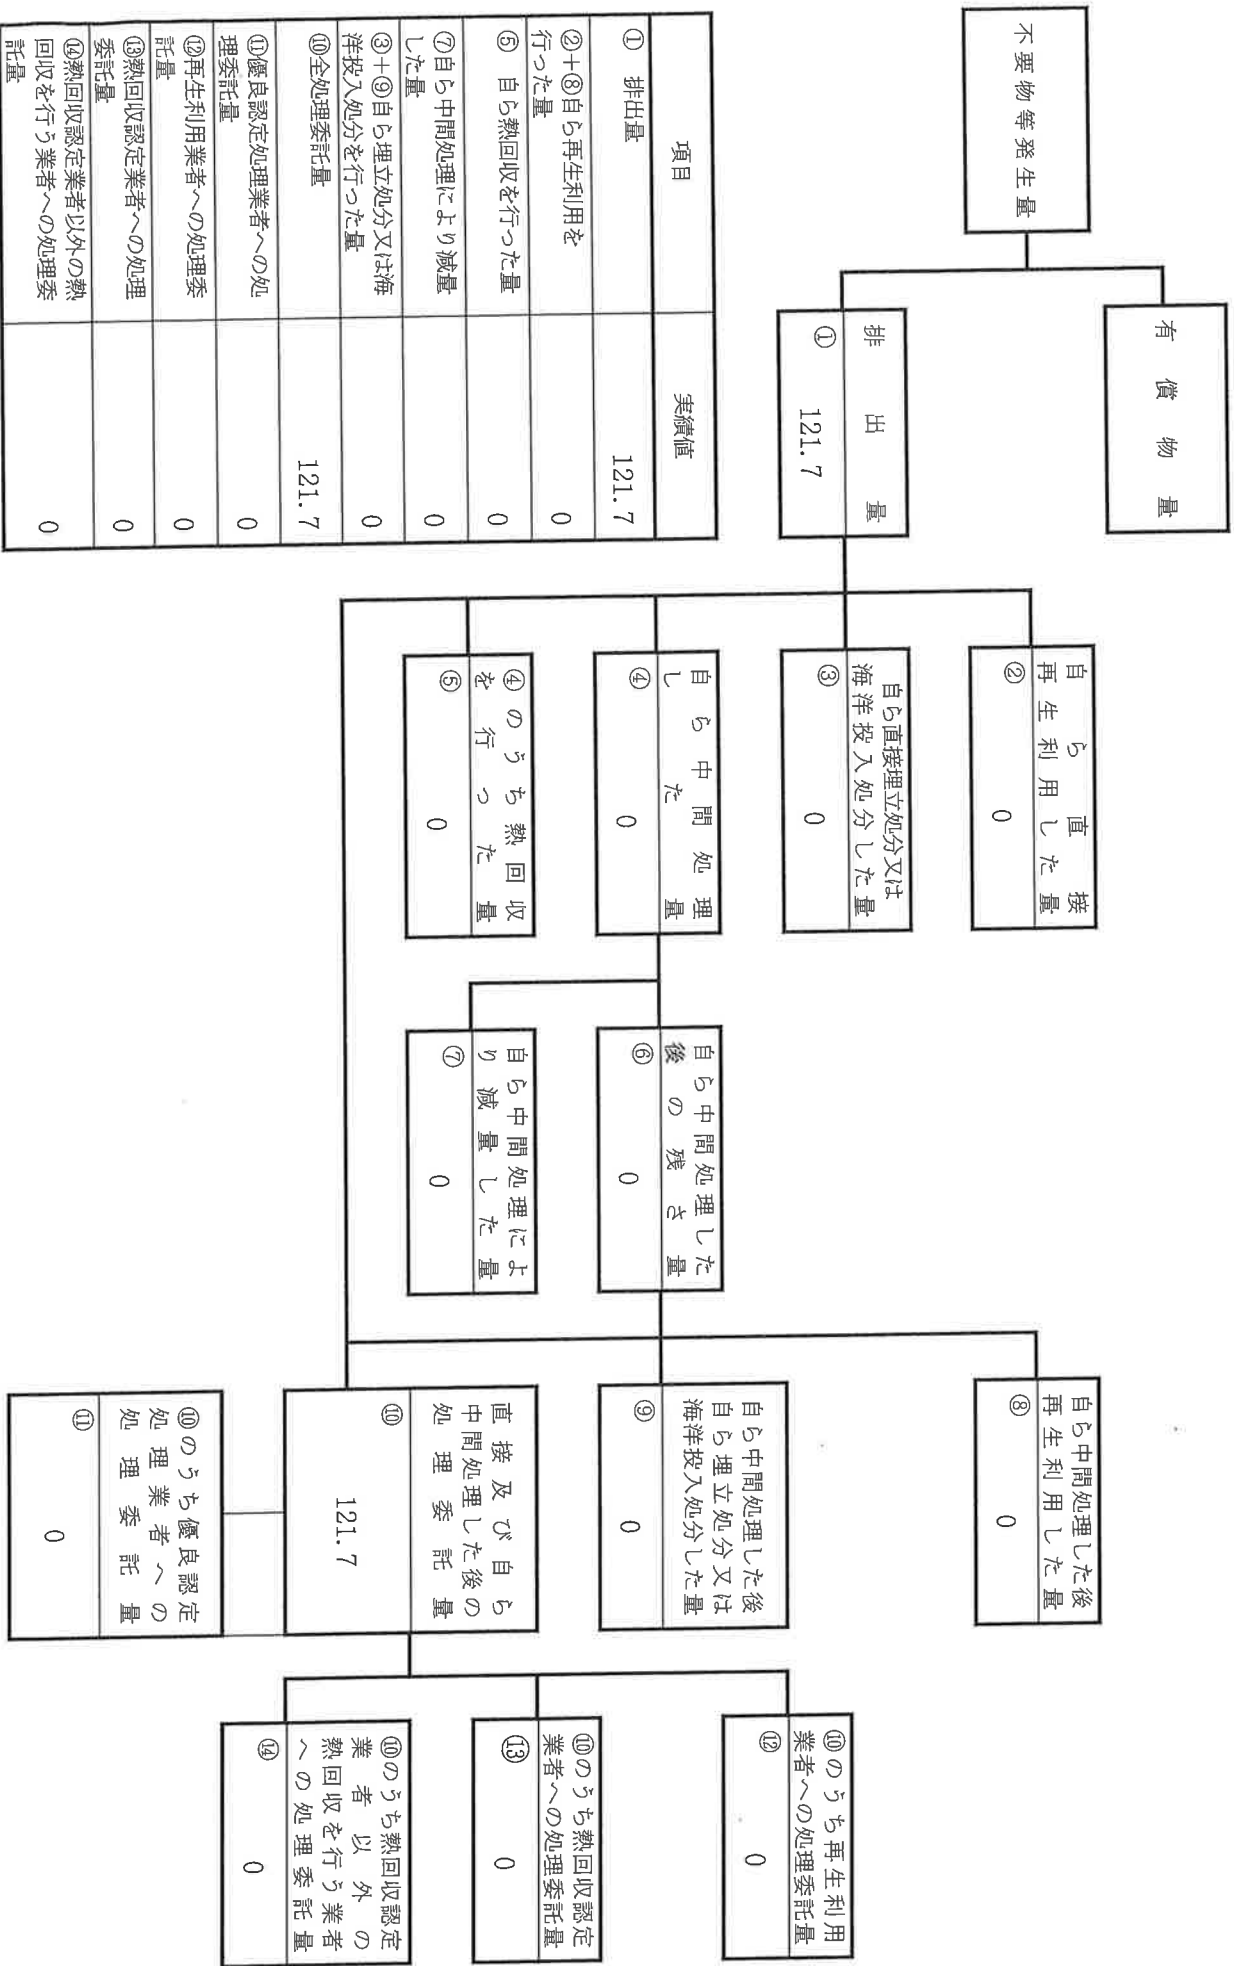 不要物等発生量
有償物量
排出量
①
121.7
自ら直接
再生利用した量
②
0
自ら直接埋立処分又は
海洋投入処分した量
③
0
自ら中間処理
した量
④
0
④のうち熱回収
を行った量
⑤
0
自ら中間処理した
後の残さ量
⑥
0
自ら中間処理によ
り減量した量
⑦
0
自ら中間処理した後
再生利用した量
⑧
0
自ら中間処理した後
自ら埋立処分又は
海洋投入処分した量
⑨
0
直接及び自ら
中間処理した後の
処理委託量
⑩
121.7
⑩のうち優良認定
処理業者への
処理委託量
⑪
0
⑩のうち再生利用
業者への処理委託量
⑫
0
⑩のうち熱回収認定
業者への処理委託量
⑬
0
⑩のうち熱回収認定
業者以外の
熱回収を行う業者
への処理委託量
⑭
0
項目 実績値
① 排出量 121.7
②+⑧自ら再生利用を
行った量 0
⑤ 自ら熱回収を行った量 0
⑦自ら中間処理により減量
した量 0
③+⑨自ら埋立処分又は海
洋投入処分を行った量 0
⑩全処理委託量 121.7
⑪優良認定処理業者への処
理委託量 0
⑫再生利用業者への処理委
託量 0
⑬熱回収認定業者への処理
委託量 0
⑭熱回収認定業者以外の熱
回収を行う業者への処理委
託量 0